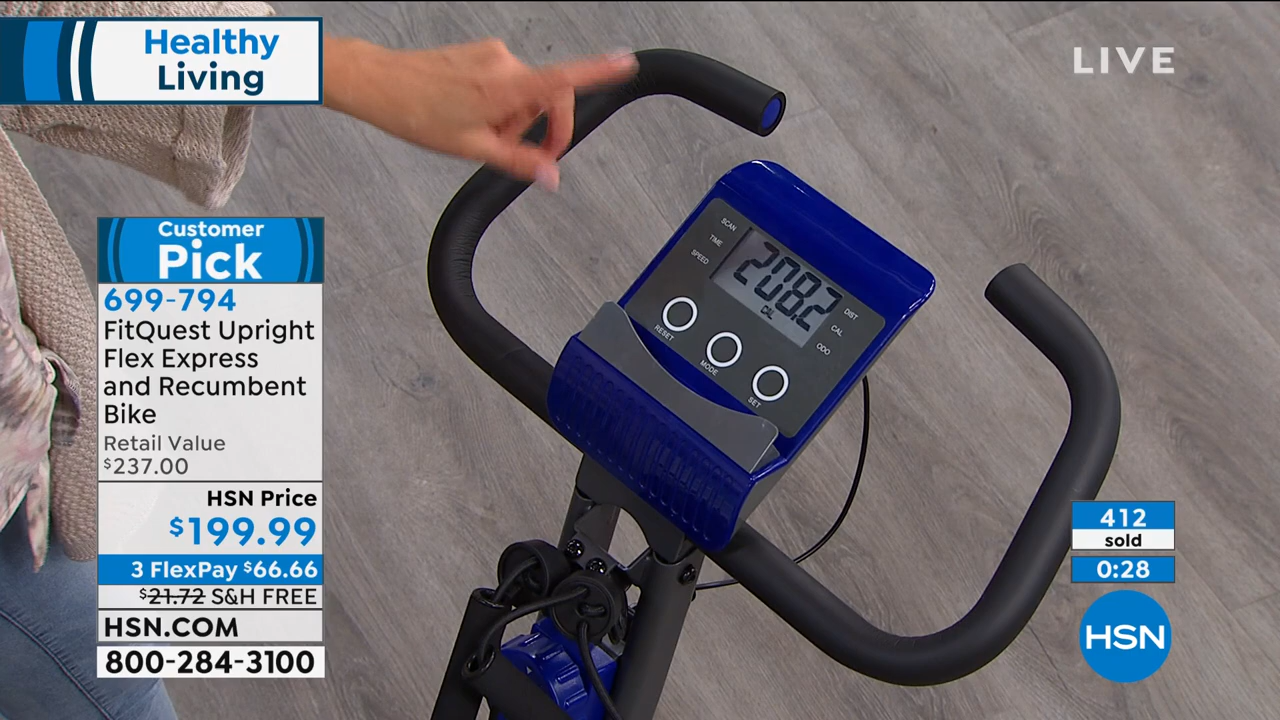 Healthy
Living
LIVE
Customer
Pick
699-794
FitQuest Upright
Flex Express
and Recumbent
Bike
Retail Value
$237.00
HSN Price
$199.99
3 FlexPay $66.66
$21.72 S&H FREE
HSN.COM
800-284-3100
SCAN
TIME
SPEED
208.2
CAL
DIST
CAL
ODO
RESET
MODE
SET
412
sold
0:28
HSN